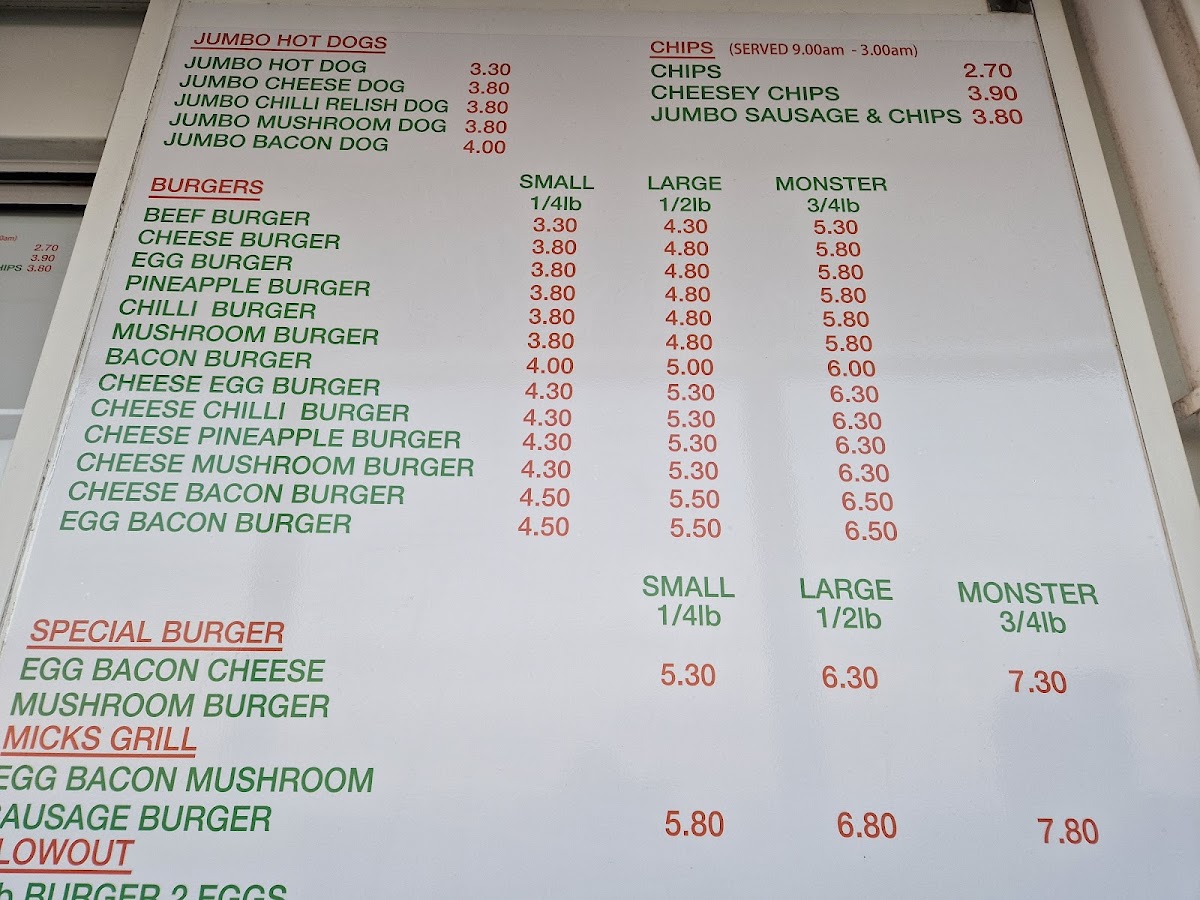 JUMBO HOT DOGS
JUMBO HOT DOG 3.30
JUMBO CHEESE DOG 3.80
JUMBO CHILLI RELISH DOG 3.80
JUMBO MUSHROOM DOG 3.80
JUMBO BACON DOG 4.00
CHIPS (SERVED 9.00am - 3.00am)
CHIPS 2.70
CHEESEY CHIPS 3.90
JUMBO SAUSAGE & CHIPS 3.80
BURGERS SMALL LARGE MONSTER
1/4lb 1/2lb 3/4lb
BEEF BURGER 3.30 4.30 5.30
CHEESE BURGER 3.80 4.80 5.80
EGG BURGER 3.80 4.80 5.80
PINEAPPLE BURGER 3.80 4.80 5.80
CHILLI BURGER 3.80 4.80 5.80
MUSHROOM BURGER 3.80 4.80 5.80
BACON BURGER 4.00 5.00 6.00
CHEESE EGG BURGER 4.30 5.30 6.30
CHEESE CHILLI BURGER 4.30 5.30 6.30
CHEESE PINEAPPLE BURGER 4.30 5.30 6.30
CHEESE MUSHROOM BURGER 4.30 5.30 6.30
CHEESE BACON BURGER 4.50 5.50 6.50
EGG BACON BURGER 4.50 5.50 6.50
SMALL LARGE MONSTER
1/4lb 1/2lb 3/4lb
SPECIAL BURGER
EGG BACON CHEESE 5.30 6.30 7.30
MUSHROOM BURGER
MICKS GRILL
EGG BACON MUSHROOM
SAUSAGE BURGER 5.80 6.80 7.80
LOWOUT
BURGER 2 EGGS
2.70
3.90
HIPS 3.80